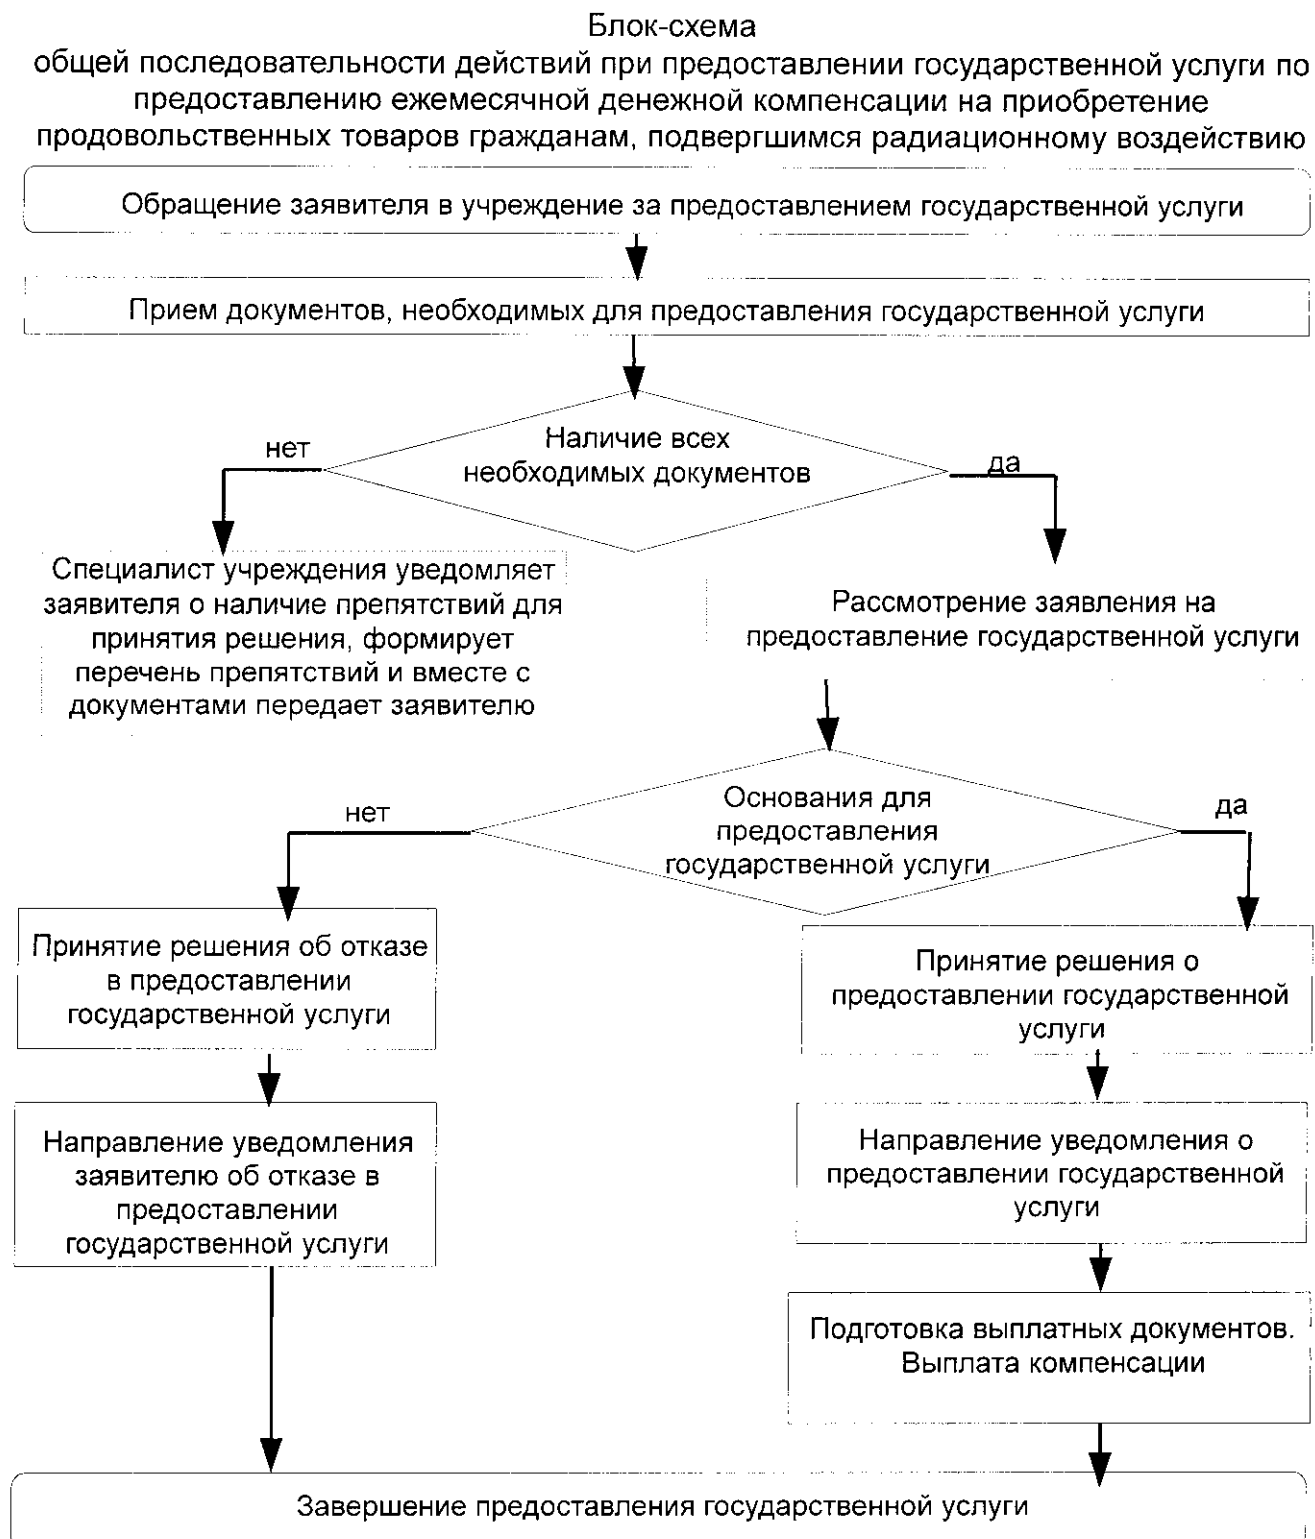 Блок-схема
общей последовательности действий при предоставлении государственной услуги по
предоставлению ежемесячной денежной компенсации на приобретение
продовольственных товаров гражданам, подвергшимся радиационному воздействию
Обращение заявителя в учреждение за предоставлением государственной услуги
Прием документов, необходимых для предоставления государственной услуги
Наличие всех
необходимых документов
нет
да
Специалист учреждения уведомляет
заявителя о наличие препятствий для
принятия решения, формирует
перечень препятствий и вместе с
документами передает заявителю
Рассмотрение заявления на
предоставление государственной услуги
Основания для
предоставления
государственной услуги
нет
да
Принятие решения об отказе
в предоставлении
государственной услуги
Принятие решения о
предоставлении государственной
услуги
Направление уведомления
заявителю об отказе в
предоставлении
государственной услуги
Направление уведомления о
предоставлении государственной
услуги
Подготовка выплатных документов.
Выплата компенсации
Завершение предоставления государственной услуги